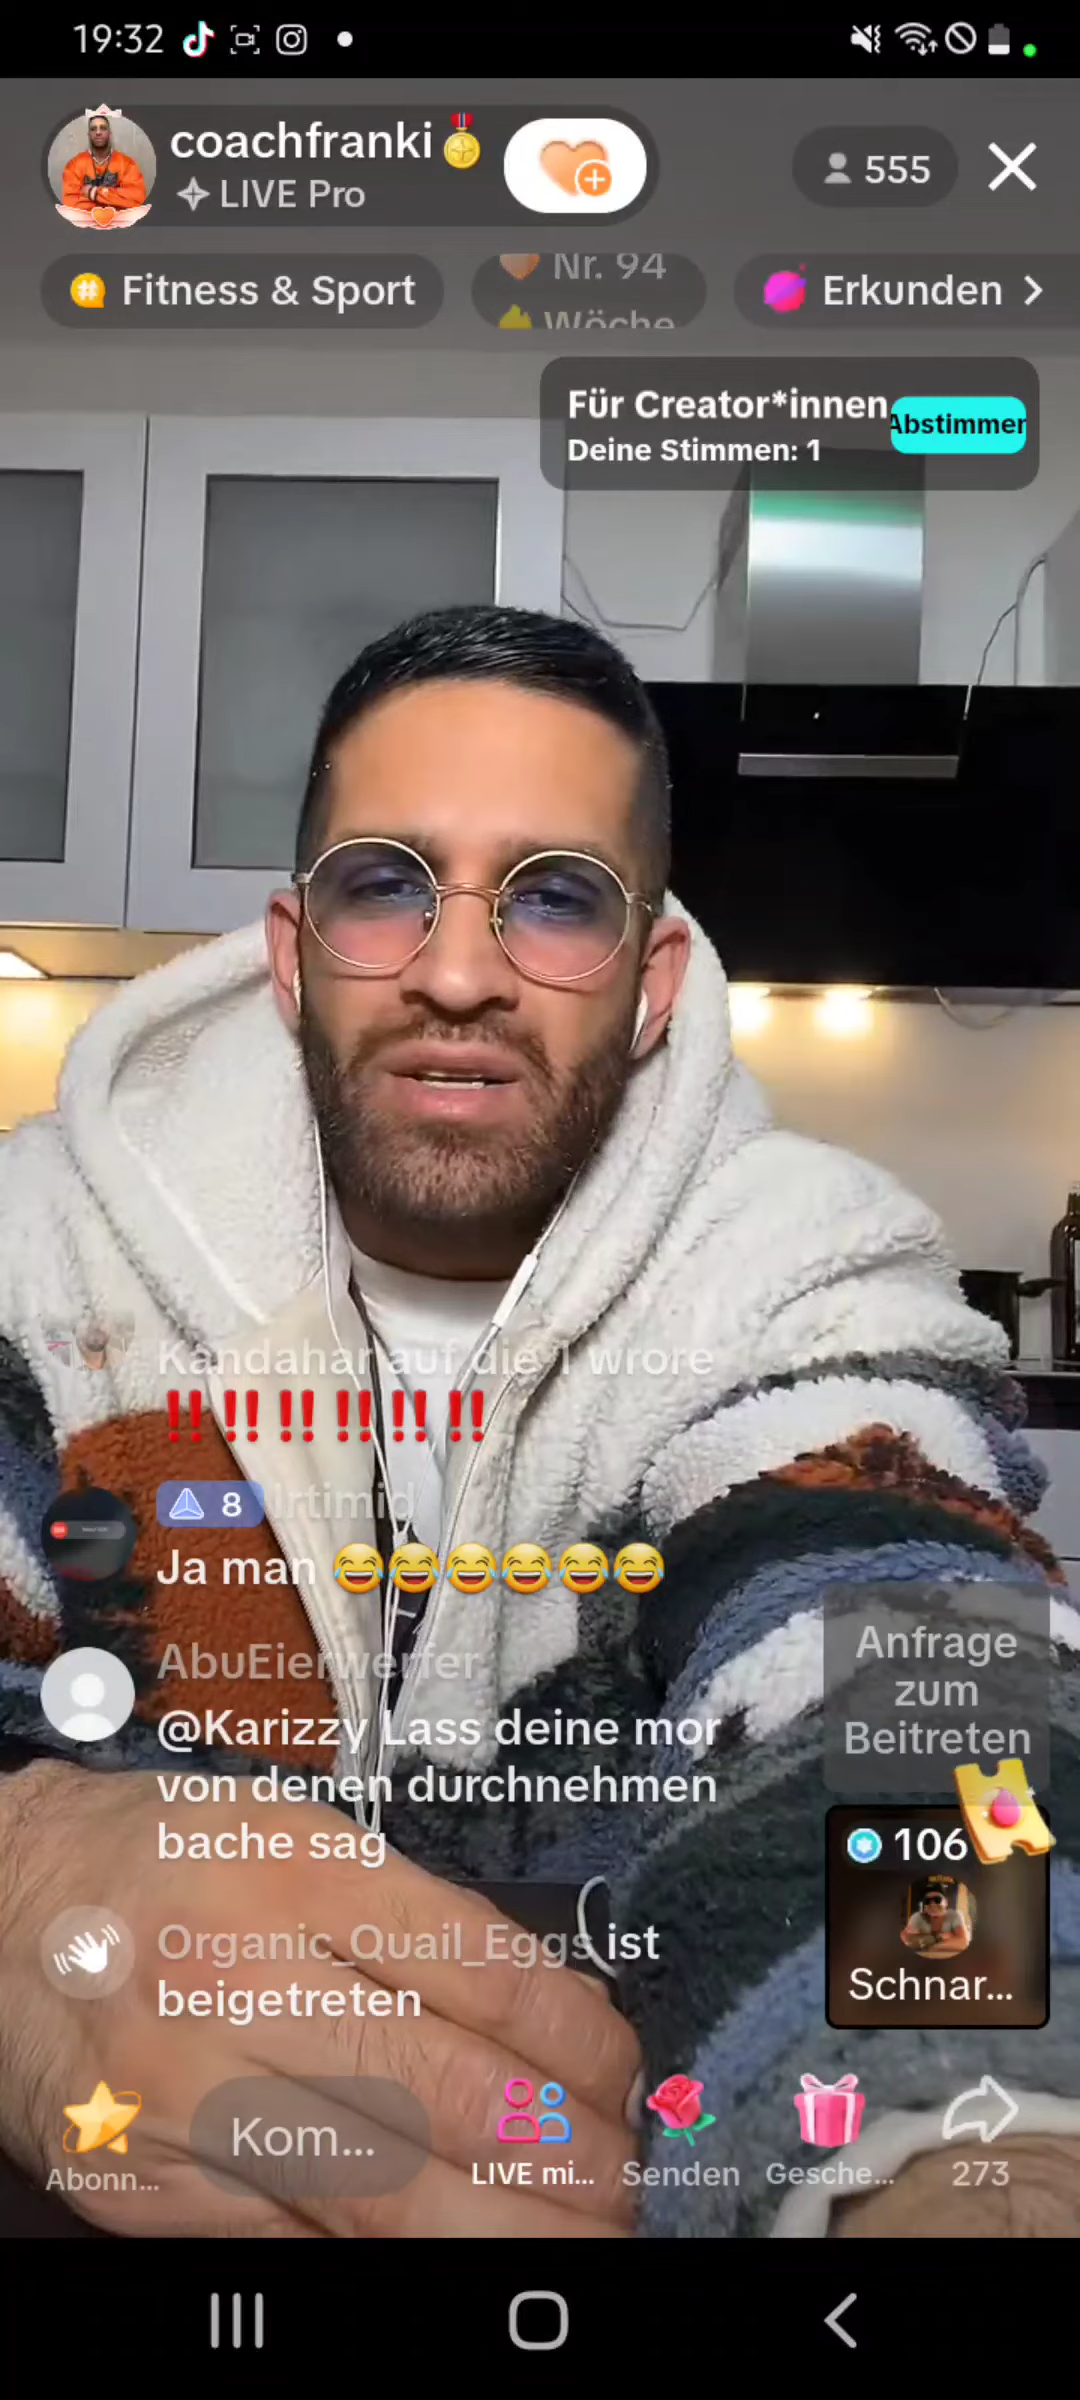 19:32
coachfranki
LIVE Pro
555
Fitness & Sport
Nr. 94
Woche
Erkunden
Für Creator*innen
Abstimmen
Deine Stimmen: 1
Kandahar auf die 1 wrore
‼️‼️‼️‼️‼️‼️
8 Irtimid
Ja man 😂😂😂😂😂😂
AbuEierwerfer
@Karizzy Lass deine mor
von denen durchnehmen
bache sag
Organic_Quail_Eggs ist
beigetreten
Anfrage
zum
Beitreten
106
Schnar...
Abonn...
Kom...
LIVE mi...
Senden
Gesche...
273